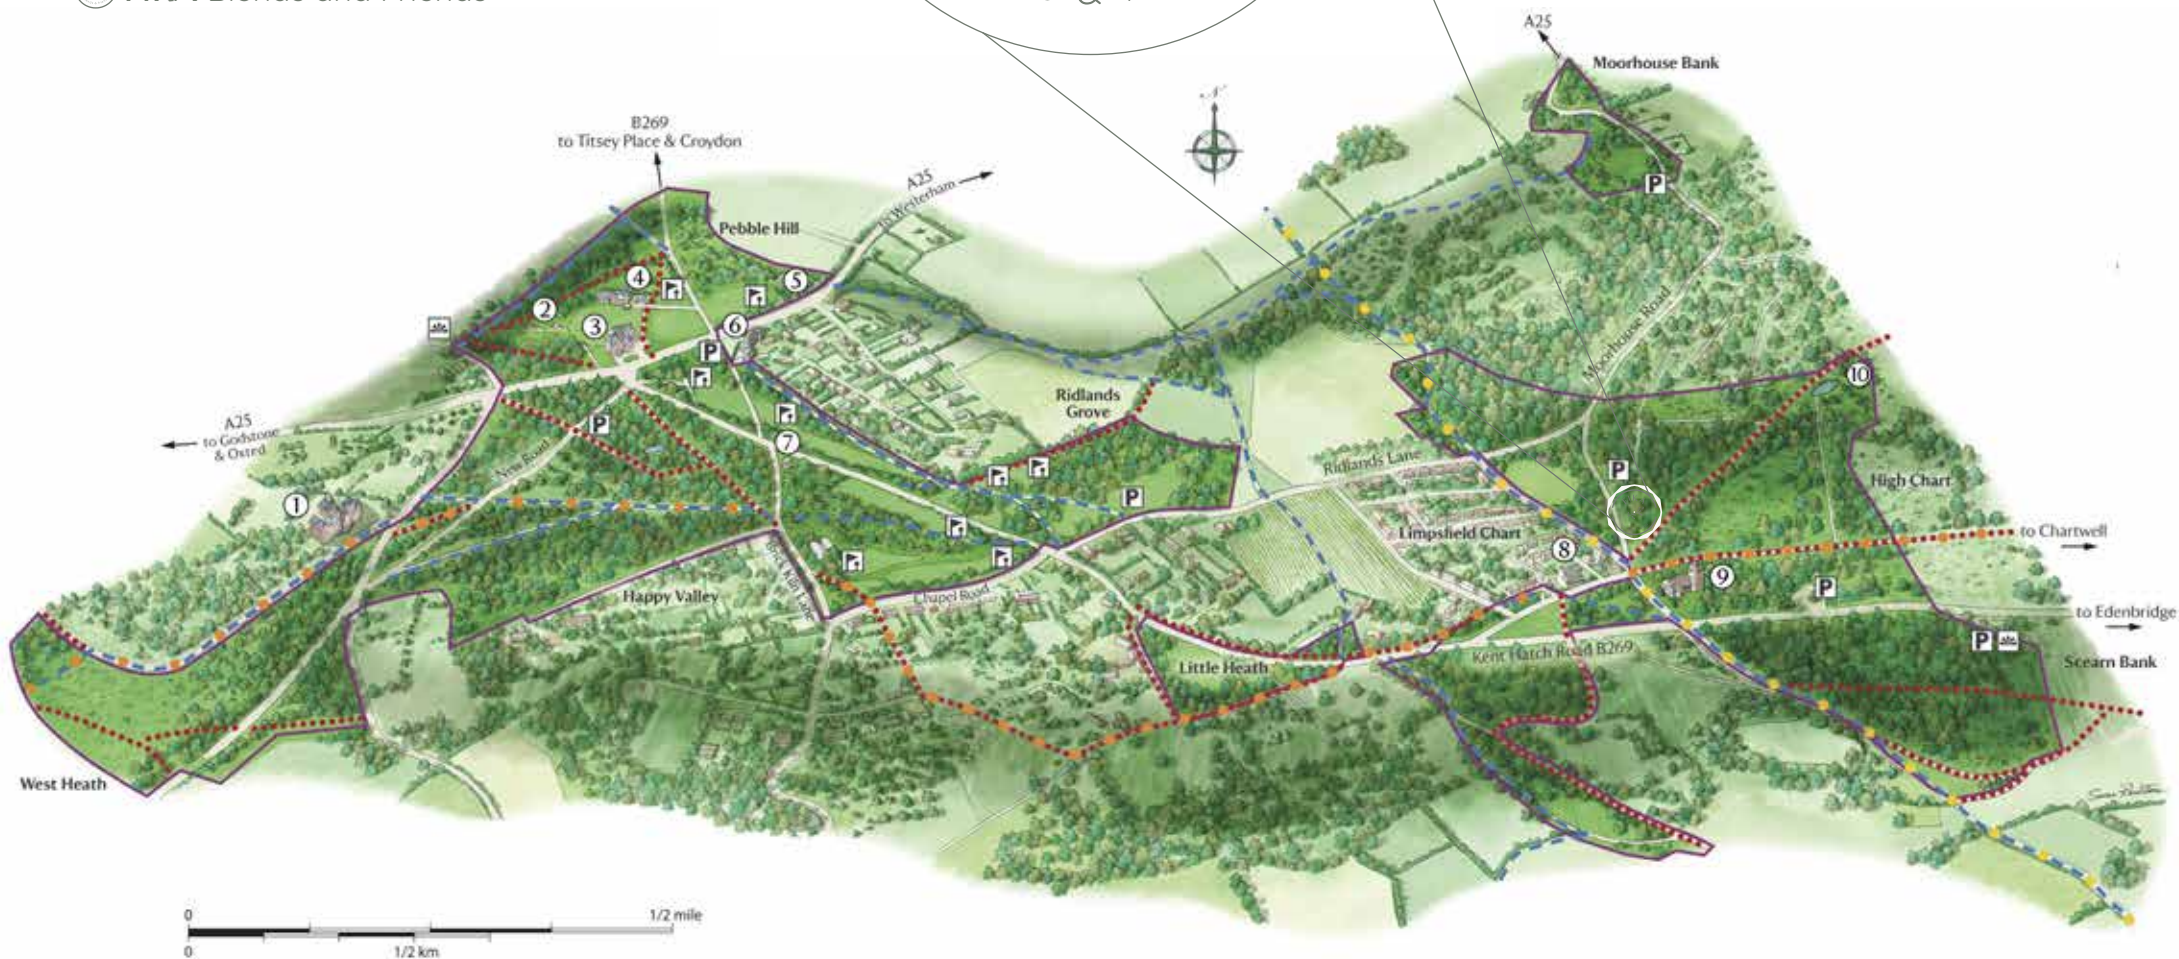 Blends and Friends
A25
Moorhouse Bank
N
B269
to Titsey Place & Croydon
A25
to Westerham
P
Pebble Hill
4
5
2
3
6
P
Moorhouse Road
10
Ridlands
Grove
A25
to Godstone
& Oxted
P
New Road
7
Ridlands Lane
P
High Chart
1
P
Limpsfield Chart
to Chartwell
8
9
P
Happy Valley
Chapel Road
to Edenbridge
Little Heath
Kent Hatch Road B269
P
Scearn Bank
West Heath
0
1/2 mile
0
1/2 km